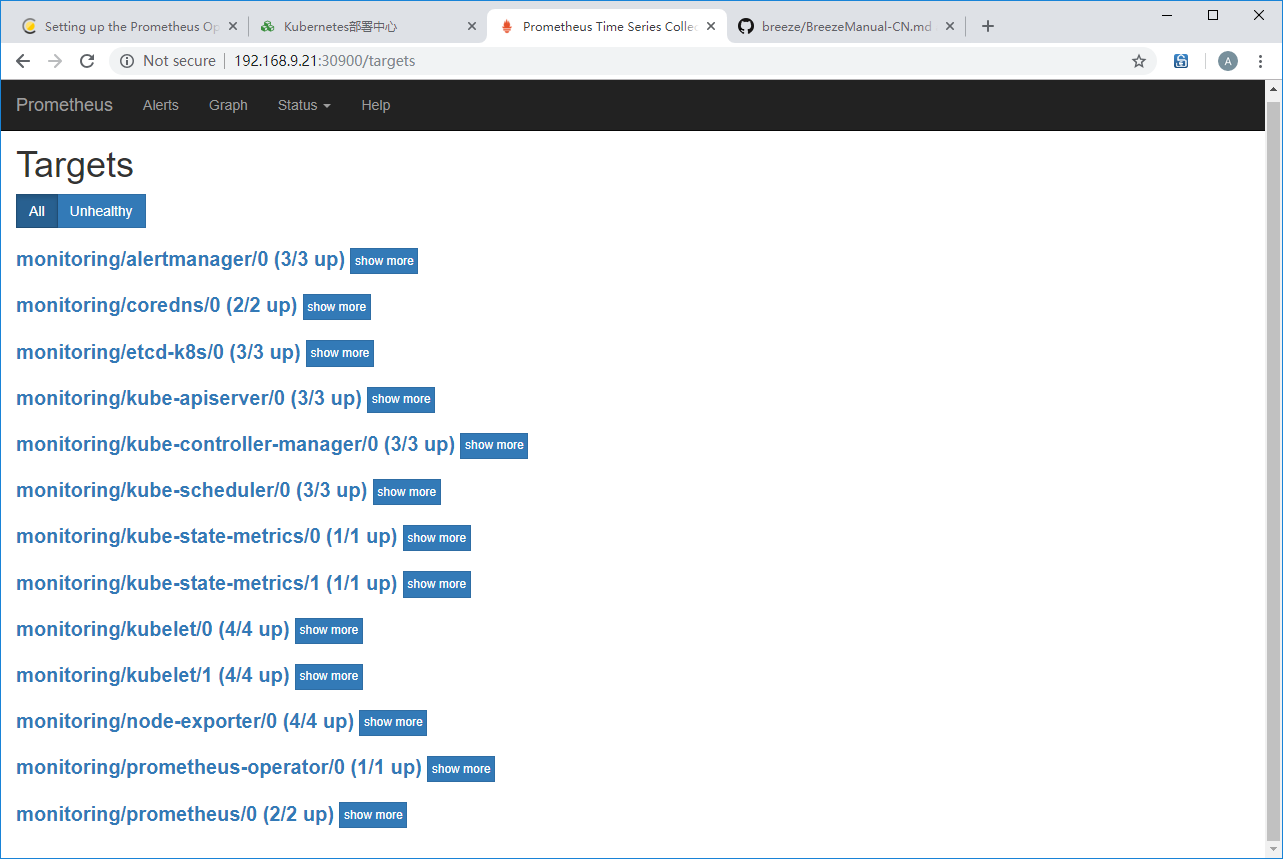 Setting up the Prometheus Op
Kubernetes部署中心
Prometheus Time Series Collec
breeze/BreezeManual-CN.md
Not secure
192.168.9.21:30900/targets
A
Prometheus Alerts Graph Status Help
Targets
All Unhealthy
monitoring/alertmanager/0 (3/3 up) show more
monitoring/coredns/0 (2/2 up) show more
monitoring/etcd-k8s/0 (3/3 up) show more
monitoring/kube-apiserver/0 (3/3 up) show more
monitoring/kube-controller-manager/0 (3/3 up) show more
monitoring/kube-scheduler/0 (3/3 up) show more
monitoring/kube-state-metrics/0 (1/1 up) show more
monitoring/kube-state-metrics/1 (1/1 up) show more
monitoring/kubelet/0 (4/4 up) show more
monitoring/kubelet/1 (4/4 up) show more
monitoring/node-exporter/0 (4/4 up) show more
monitoring/prometheus-operator/0 (1/1 up) show more
monitoring/prometheus/0 (2/2 up) show more